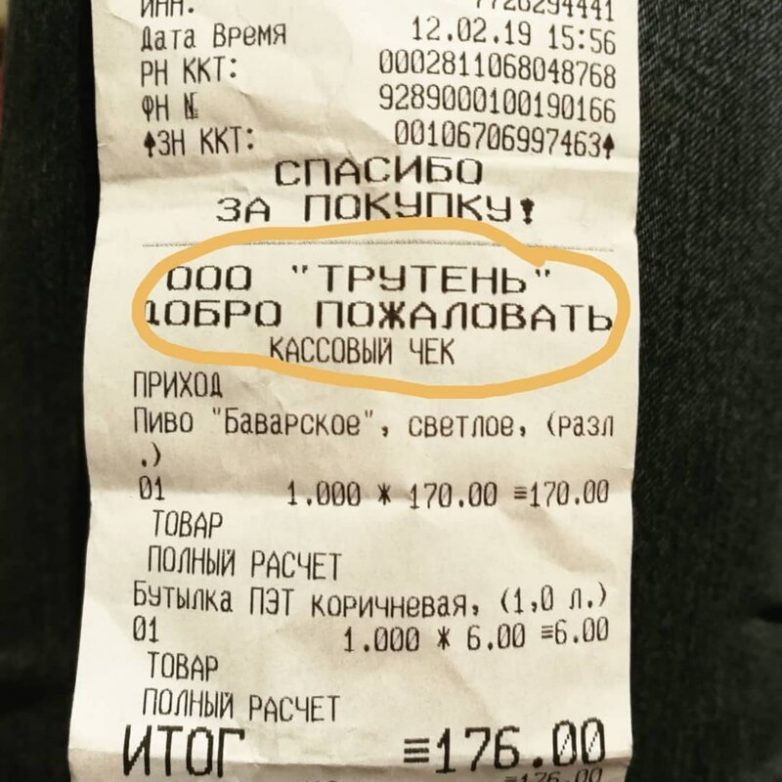 ИНН: 7726294441
Дата Время 12.02.19 15:56
РН ККТ: 0002811068048768
ФН № 9289000100190166
↑ЗН ККТ: 00106706997463↑
СПАСИБО
ЗА ПОКУПКУ!
ООО "ТРУТЕНЬ"
ДОБРО ПОЖАЛОВАТЬ
КАССОВЫЙ ЧЕК
ПРИХОД
Пиво "Баварское", светлое, (разл
.)
01 1.000 * 170.00 ≡170.00
ТОВАР
ПОЛНЫЙ РАСЧЕТ
Бутылка ПЭТ коричневая, (1,0 л.)
01 1.000 * 6.00 ≡6.00
ТОВАР
ПОЛНЫЙ РАСЧЕТ
ИТОГ ≡176.00
≡176.00